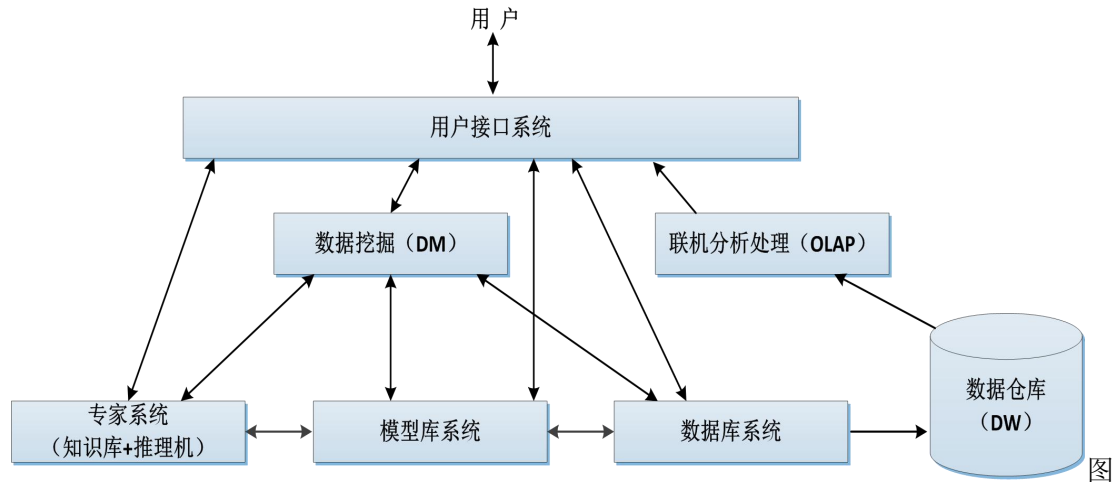 用 户
用户接口系统
数据挖掘（DM）
联机分析处理（OLAP）
专家系统
（知识库+推理机）
模型库系统
数据库系统
数据仓库
（DW）
图